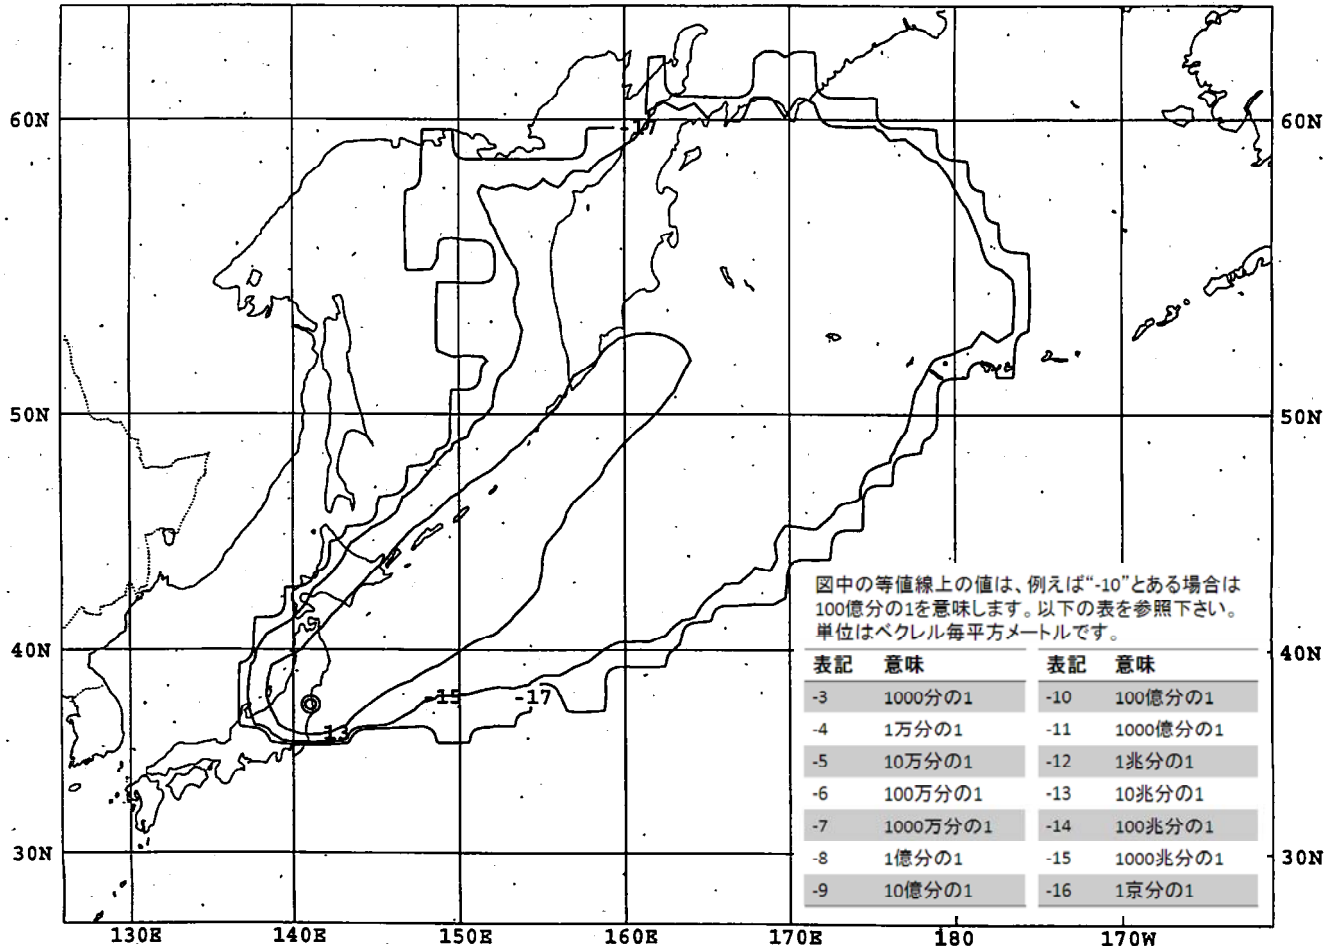 -17
60N 60N
50N 50N
図中の等値線上の値は、例えば“-10”とある場合は
100億分の1を意味します。以下の表を参照下さい。
単位はベクレル毎平方メートルです。
40N 40N
表記 意味 表記 意味
-3 1000分の1 -10 100億分の1
-15 -17
-4 1万分の1 -11 1000億分の1
-13
-5 10万分の1 -12 1兆分の1
-6 100万分の1 -13 10兆分の1
-7 1000万分の1 -14 100兆分の1
30N 30N
-8 1億分の1 -15 1000兆分の1
-9 10億分の1 -16 1京分の1
130E 140E 150E 160E 170E 180 170W